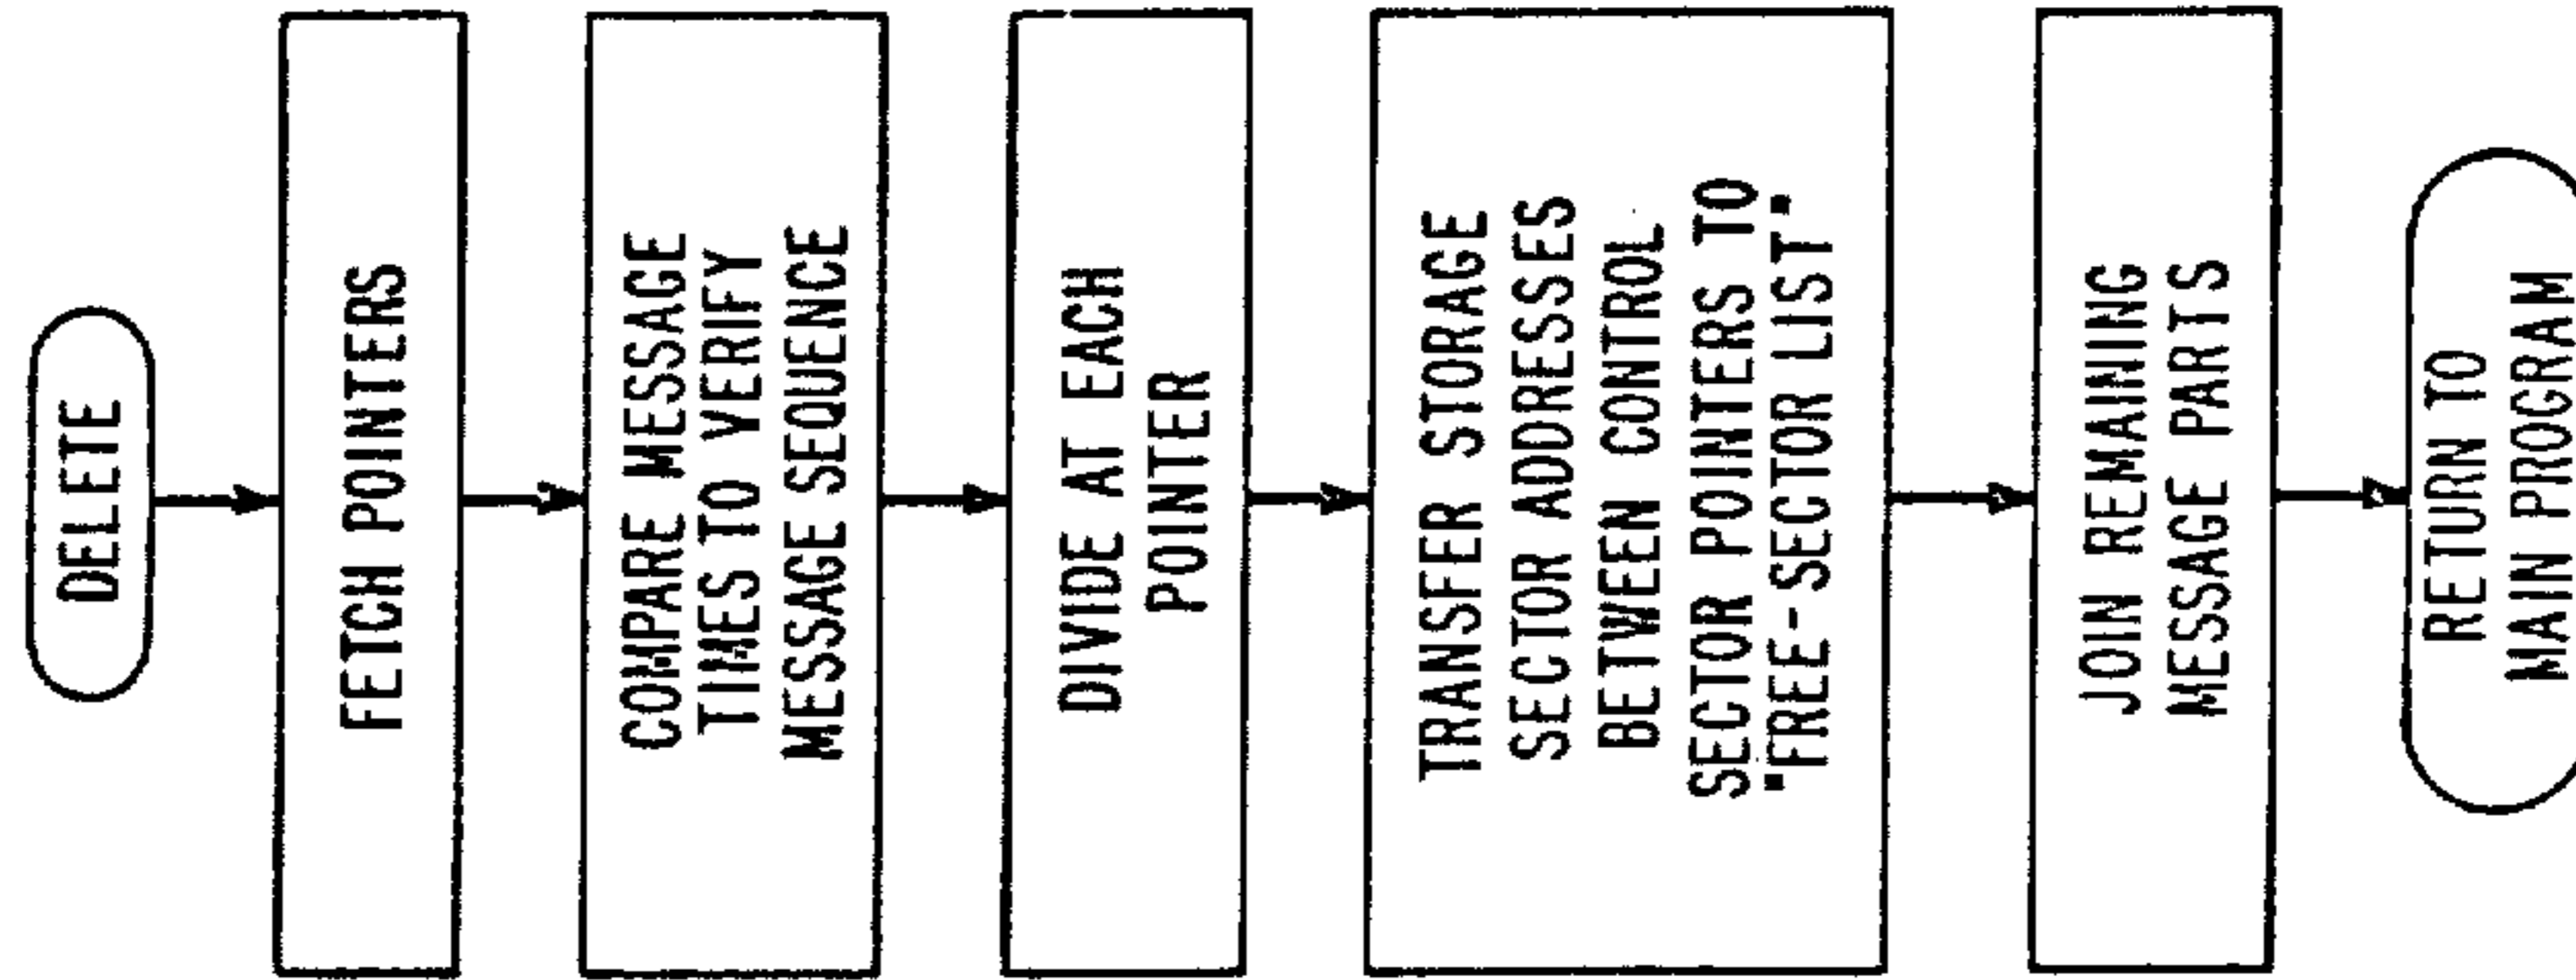 DELETE
FETCH POINTERS
COMPARE MESSAGE
TIMES TO VERIFY
MESSAGE SEQUENCE
DIVIDE AT EACH
POINTER
TRANSFER STORAGE
SECTOR ADDRESSES
BETWEEN CONTROL
SECTOR POINTERS TO
"FREE-SECTOR LIST"
JOIN REMAINING
MESSAGE PARTS
RETURN TO
MAIN PROGRAM